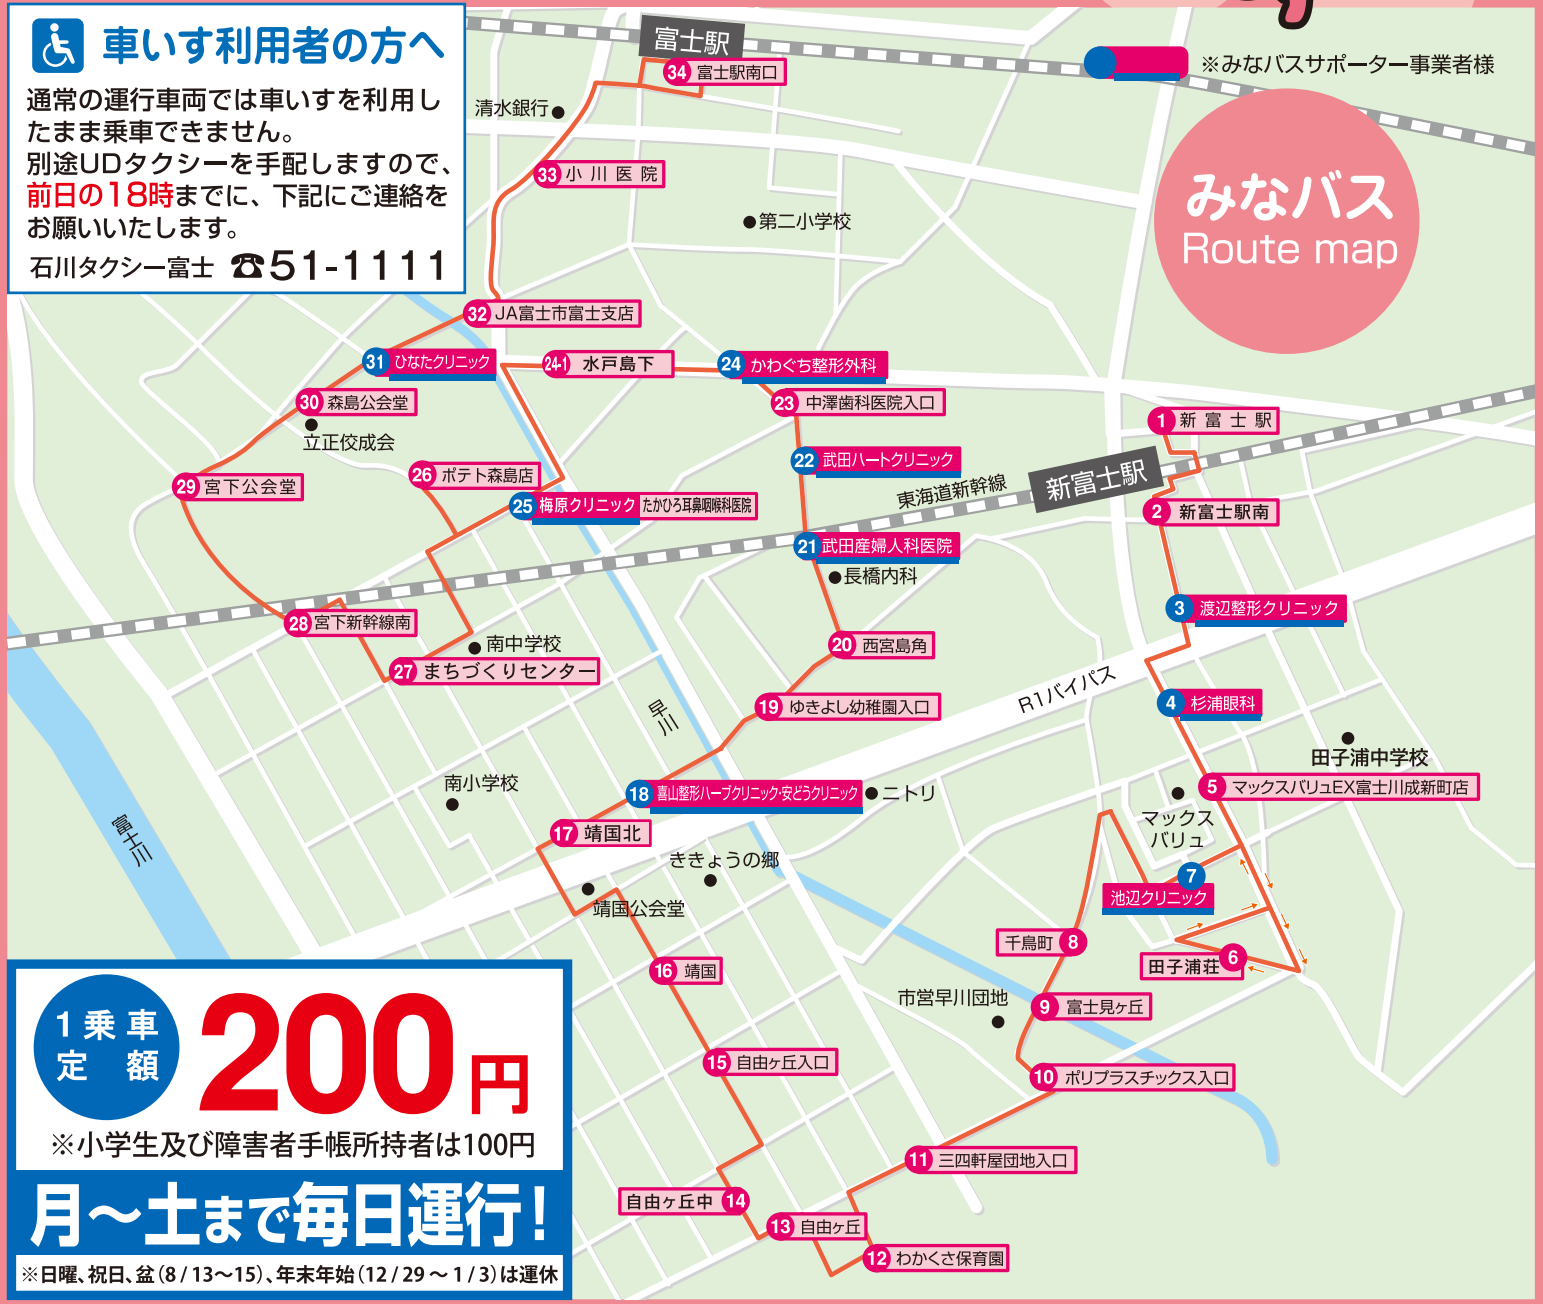 車いす利用者の方へ
通常の運行車両では車いすを利用し
たまま乗車できません。
別途UDタクシーを手配しますので、
前日の18時までに、下記にご連絡を
お願いいたします。
石川タクシー富士 ☎51-1111
※みなバスサポーター事業者様
みなバス
Route map
富士駅
34 富士駅南口
清水銀行
33 小川医院
第二小学校
32 JA富士市富士支店
31 ひなたクリニック
24-1 水戸島下
24 かわぐち整形外科
30 森島公会堂
立正佼成会
23 中澤歯科医院入口
1 新富士駅
22 武田ハートクリニック
東海道新幹線
新富士駅
29 宮下公会堂
26 ポテト森島店
25 梅原クリニック たかひろ耳鼻咽喉科医院
2 新富士駅南
21 武田産婦人科医院
長橋内科
28 宮下新幹線南
3 渡辺整形クリニック
南中学校
20 西宮島角
27 まちづくりセンター
R1バイパス
4 杉浦眼科
19 ゆきよし幼稚園入口
早川
田子浦中学校
南小学校
18 喜山整形ハーブクリニック・安どうクリニック
ニトリ
5 マックスバリュEX富士川成新町店
マックス
バリュ
富士川
17 靖国北
ききょうの郷
7
池辺クリニック
靖国公会堂
千鳥町 8
田子浦荘 6
16 靖国
市営早川団地
9 富士見ヶ丘
15 自由ヶ丘入口
10 ポリプラスチックス入口
11 三四軒屋団地入口
自由ヶ丘中 14
13 自由ヶ丘
12 わかくさ保育園
1乗車
定額
200円
※小学生及び障害者手帳所持者は100円
月〜土まで毎日運行!
※日曜、祝日、盆(8/13〜15)、年末年始(12/29〜1/3)は運休